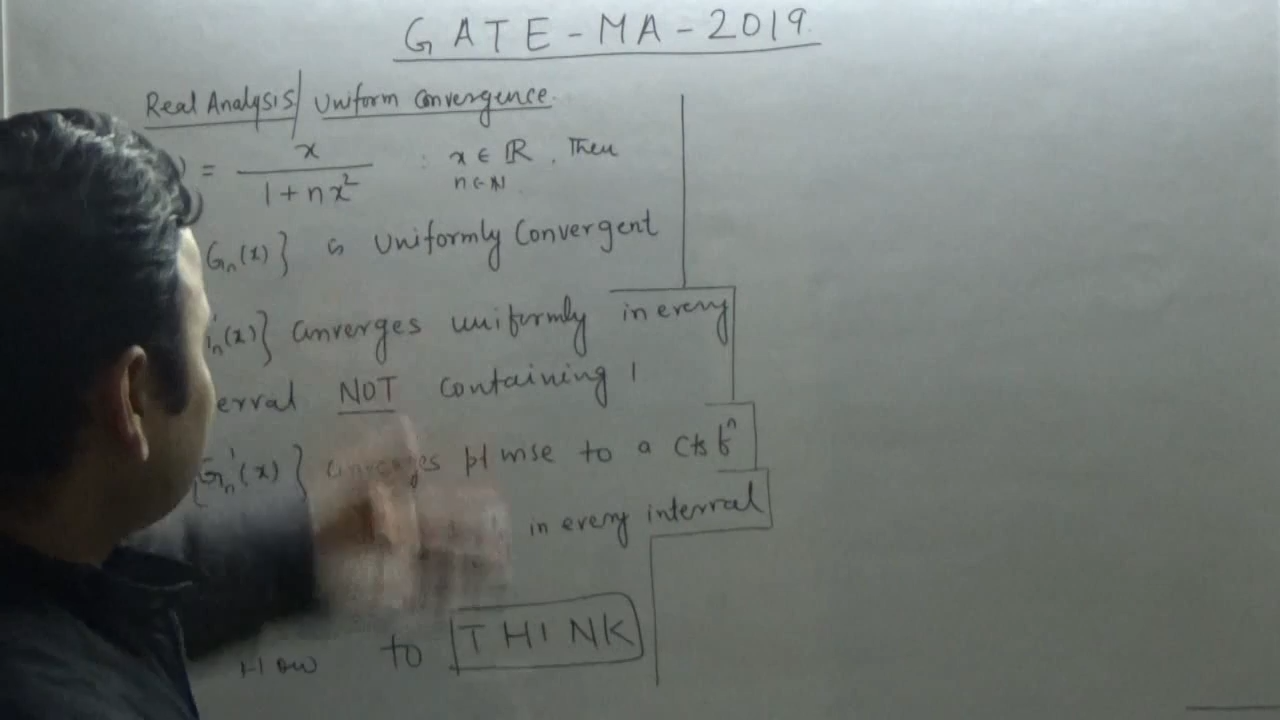 GATE-MA-2019
Real Analysis/ Uniform Convergence
) = x / 1+nx² : x ∈ ℝ, Then
n∈ℕ
Gn(x)} is Uniformly Convergent
n'(x)} converges uniformly in every
erval NOT containing 1
{Gn'(x)} converges pt wise to a cts fⁿ
in every interval
How to THINK